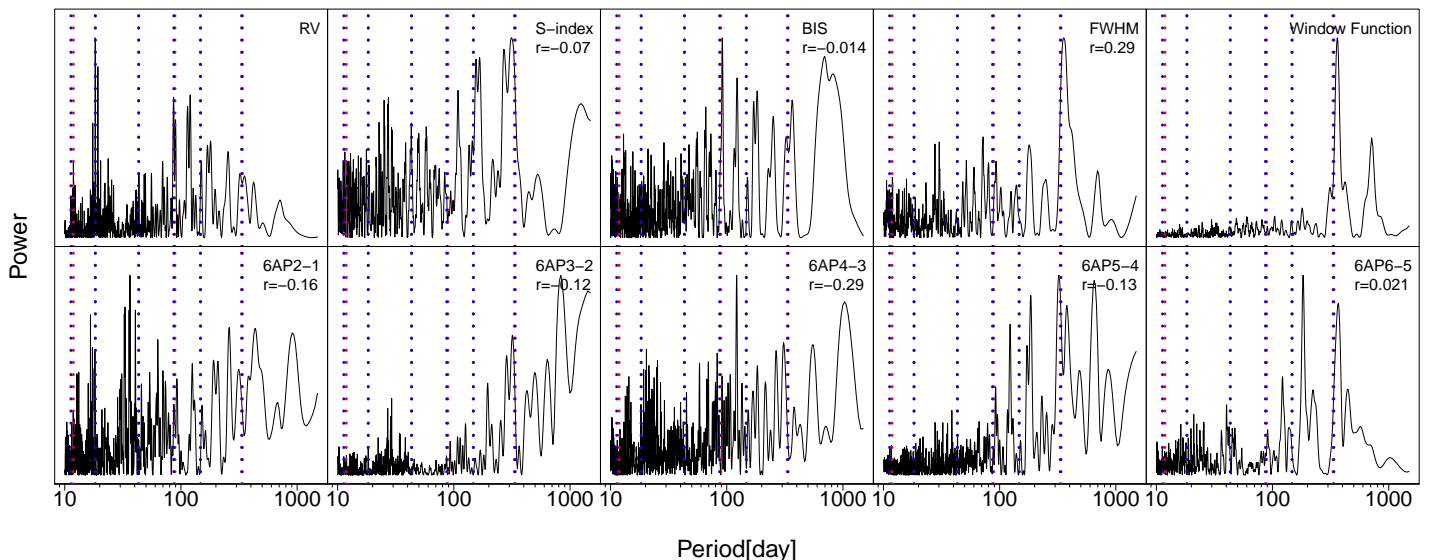 RV
S−index
r=−0.07
BIS
r=−0.014
FWHM
r=0.29
Window Function
Power
6AP2−1
r=−0.16
6AP3−2
r=−0.12
6AP4−3
r=−0.29
6AP5−4
r=−0.13
6AP6−5
r=0.021
10 100 1000 10 100 1000 10 100 1000 10 100 1000 10 100 1000
Period[day]